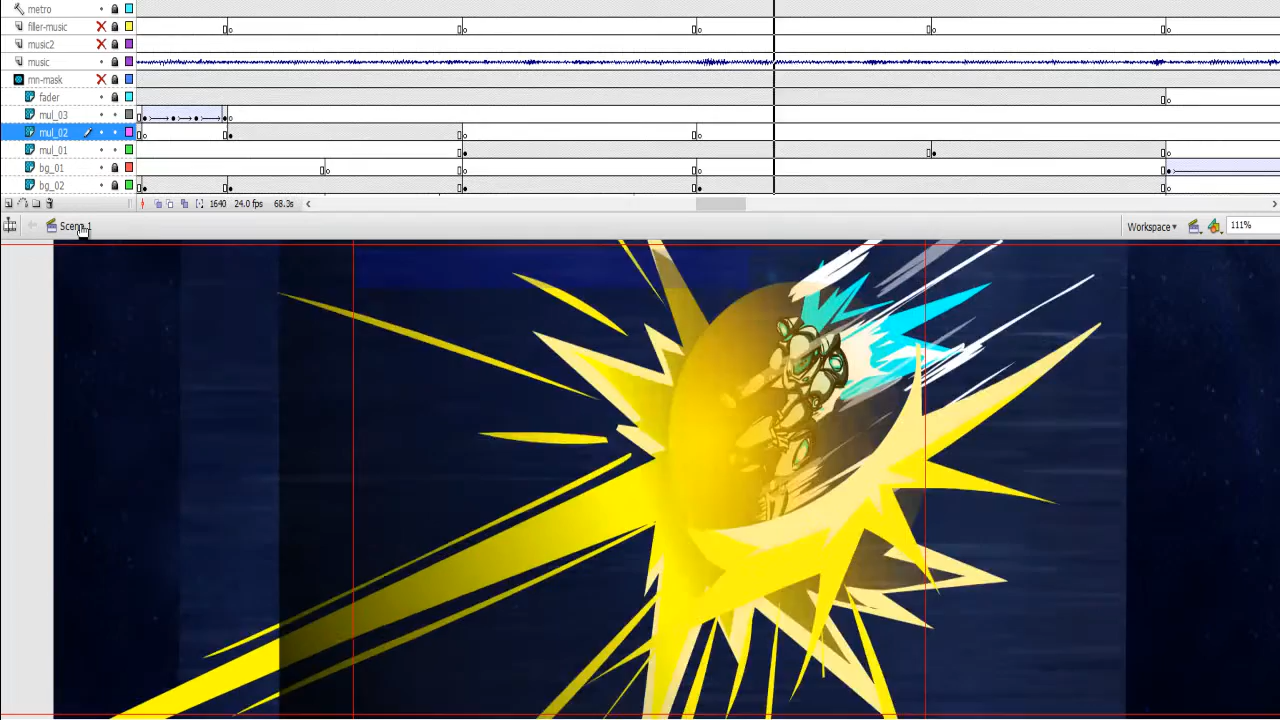 metro
filler-music
music2
music
mn-mask
fader
mul_03
mul_02
mul_01
bg_01
bg_02
1640 24.0 fps 68.3s
Scene 1
Workspace
111%